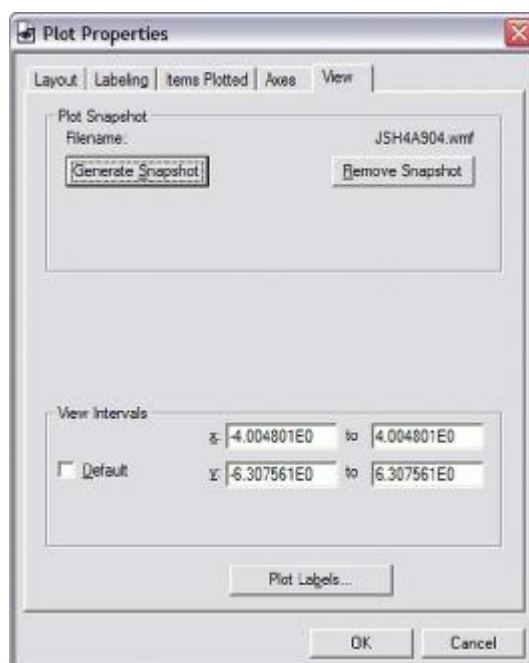 Plot Properties
Layout Labeling Items Plotted Axes View
Plot Snapshot
Filename: JSH4A904.wmf
Generate Snapshot Remove Snapshot
View Intervals
x: -4.004801E0 to 4.004801E0
Default Y: -6.307561E0 to 6.307561E0
Plot Labels...
OK Cancel